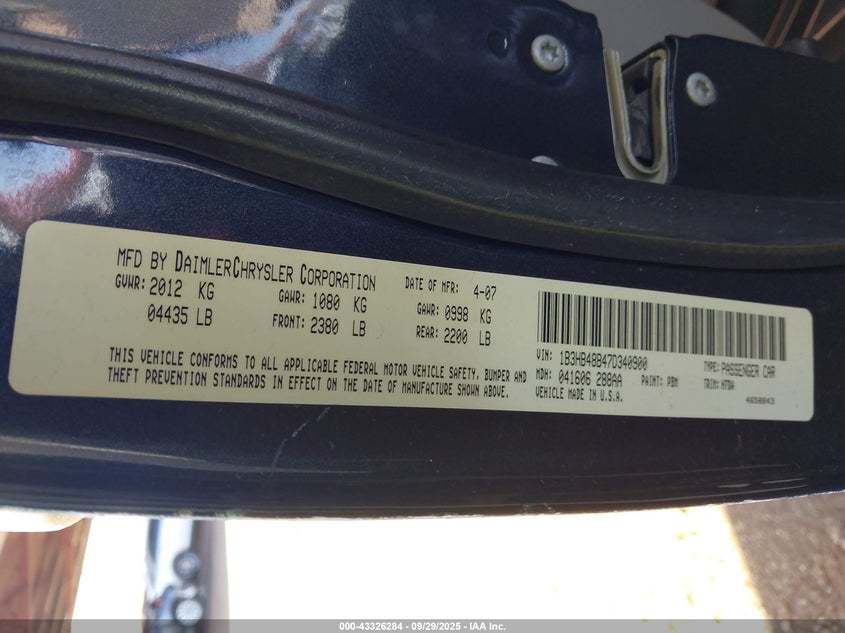 MFD BY DAIMLERCHRYSLER CORPORATION
DATE OF MFR: 4-07
GVWR: 2012 KG
GAWR: 1080 KG
GAWR: 0998 KG
04435 LB
FRONT: 2380 LB
REAR: 2200 LB
THIS VEHICLE CONFORMS TO ALL APPLICABLE FEDERAL MOTOR VEHICLE SAFETY, BUMPER AND
THEFT PREVENTION STANDARDS IN EFFECT ON THE DATE OF MANUFACTURE SHOWN ABOVE.
VIN: 1B3HB48B47D340900
TYPE: PASSENGER CAR
MDH: 041606 288AA
PAINT: PBM
TRIM: H7DA
VEHICLE MADE IN U.S.A.
4658843
000-43326284 - 09/29/2025 - IAA Inc.